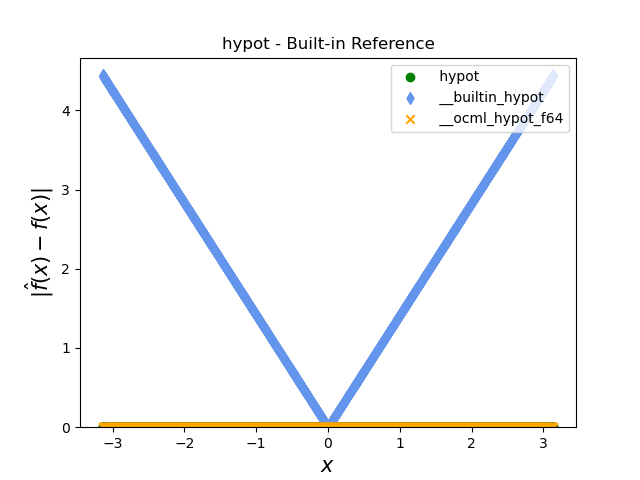 hypot - Built-in Reference
hypot
__builtin_hypot
__ocml_hypot_f64
|f̂(x) − f(x)|
4
3
2
1
0
−3
−2
−1
0
1
2
3
x